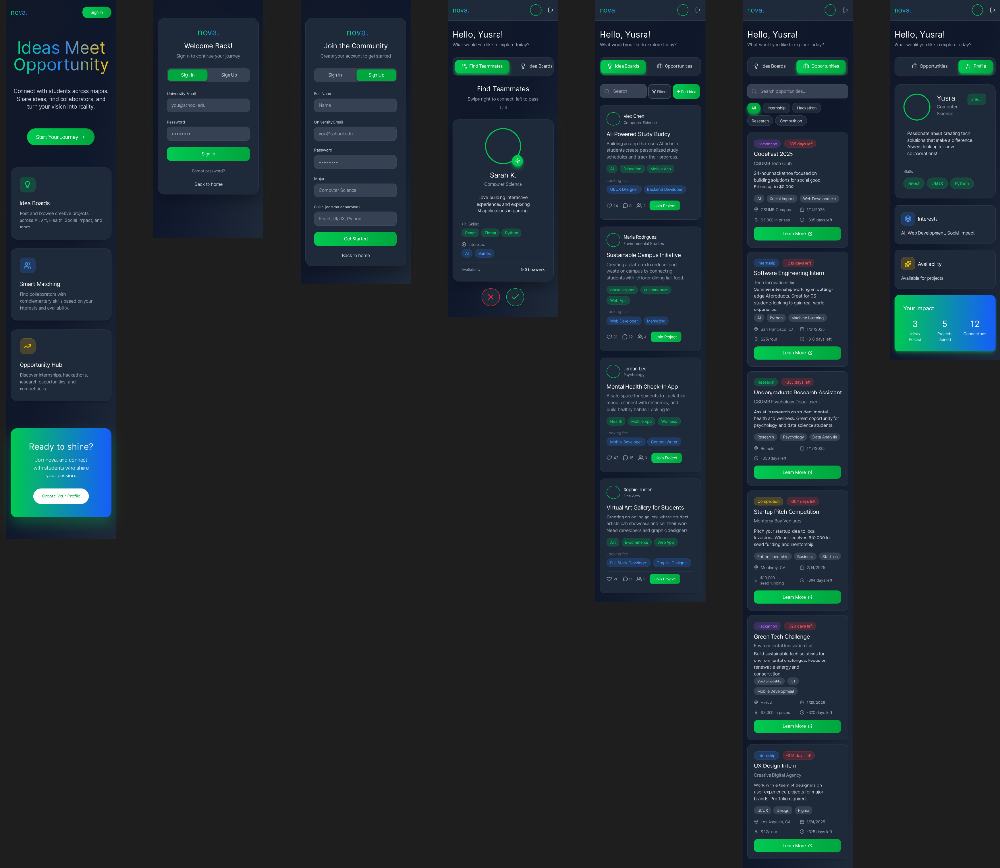 nova.
Sign In
Ideas Meet
Opportunity
Connect with students across majors.
Share ideas, find collaborators, and
turn your vision into reality.
Start Your Journey
Idea Boards
Post and browse creative projects
across AI, Art, Health, Social Impact, and
more.
Smart Matching
Find collaborators with
complementary skills based on your
interests and availability.
Opportunity Hub
Discover internships, hackathons,
research opportunities, and
competitions.
Ready to shine?
Join nova. and connect
with students who share
your passion.
Create Your Profile
nova.
Welcome Back!
Sign in to continue your journey
Sign In
Sign Up
University Email
you@school.edu
Password
••••••••
Sign In
Forgot password?
Back to home
nova.
Join the Community
Create your account to get started
Sign In
Sign Up
Full Name
Name
University Email
you@school.edu
Password
••••••••
Major
Computer Science
Skills (comma separated)
React, UI/UX, Python
Get Started
Back to home
nova.
Hello, Yusra!
What would you like to explore today?
Find Teammates
Idea Boards
Find Teammates
Swipe right to connect, left to pass
1 / 6
Sarah K.
Computer Science
Love building interactive
experiences and exploring
AI applications in gaming.
Skills:
React
Figma
Python
Interests:
AI
Games
Availability:
3-5 hrs/week
nova.
Hello, Yusra!
What would you like to explore today?
Idea Boards
Opportunities
Search
Filters
Post Idea
Alex Chen
Computer Science
AI-Powered Study Buddy
Building an app that uses AI to help
students create personalized study
schedules and track their progress.
AI
Education
Mobile App
Looking for:
UI/UX Designer
Backend Developer
24
8
2
Join Project
Maria Rodriguez
Environmental Studies
Sustainable Campus Initiative
Creating a platform to reduce food
waste on campus by connecting
students with leftover dining hall food.
Social Impact
Sustainability
Web App
Looking for:
Web Developer
Marketing
31
12
4
Join Project
Jordan Lee
Psychology
Mental Health Check-In App
A safe space for students to track their
mood, connect with resources, and
build healthy habits. Looking for
Health
Mobile App
Wellness
Looking for:
Mobile Developer
Content Writer
42
15
3
Join Project
Sophie Turner
Fine Arts
Virtual Art Gallery for Students
Creating an online gallery where student
artists can showcase and sell their work.
Need developers and graphic designers
Art
E-commerce
Web App
Looking for:
Full Stack Developer
Graphic Designer
28
9
2
Join Project
nova.
Hello, Yusra!
What would you like to explore today?
Idea Boards
Opportunities
Search opportunities...
All
Internship
Hackathon
Research
Competition
Hackathon
-335 days left
CodeFest 2025
CSUMB Tech Club
24-hour hackathon focused on
building solutions for social good.
Prizes up to $5,000!
AI
Social Impact
Web Development
CSUMB Campus
1/14/2025
$5,000 in prizes
-335 days left
Learn More
Internship
-318 days left
Software Engineering Intern
Tech Innovations Inc.
Summer internship working on cutting-
edge AI products. Great for CS
students looking to gain real-world
experience.
AI
Python
Machine Learning
San Francisco, CA
1/31/2025
$25/hour
-318 days left
Learn More
Research
-330 days left
Undergraduate Research Assistant
CSUMB Psychology Department
Assist in research on student mental
health and wellness. Great opportunity for
psychology and data science students.
Research
Psychology
Data Analysis
Remote
1/19/2025
-330 days left
Learn More
Competition
-304 days left
Startup Pitch Competition
Monterey Bay Ventures
Pitch your startup idea to local
investors. Winner receives $10,000 in
seed funding and mentorship.
Entrepreneurship
Business
Startups
Monterey, CA
2/14/2025
$10,000
seed funding
-304 days left
Learn More
Hackathon
-320 days left
Green Tech Challenge
Environmental Innovation Lab
Build sustainable tech solutions for
environmental challenges. Focus on
renewable energy and
conservation.
Sustainability
IoT
Mobile Development
Virtual
1/29/2025
$3,000 in prizes
-320 days left
Learn More
Internship
-325 days left
UX Design Intern
Creative Digital Agency
Work with a team of designers on
user experience projects for major
brands. Portfolio required.
UI/UX
Design
Figma
Los Angeles, CA
1/24/2025
$22/hour
-325 days left
Learn More
nova.
Hello, Yusra!
What would you like to explore today?
Opportunities
Profile
Yusra
Computer
Science
Edit
Passionate about creating tech
solutions that make a difference.
Always looking for new
collaborations!
Skills
React
UI/UX
Python
Interests
AI, Web Development, Social Impact
Availability
Available for projects
Your Impact
3
5
12
Ideas
Posted
Projects
Joined
Connections